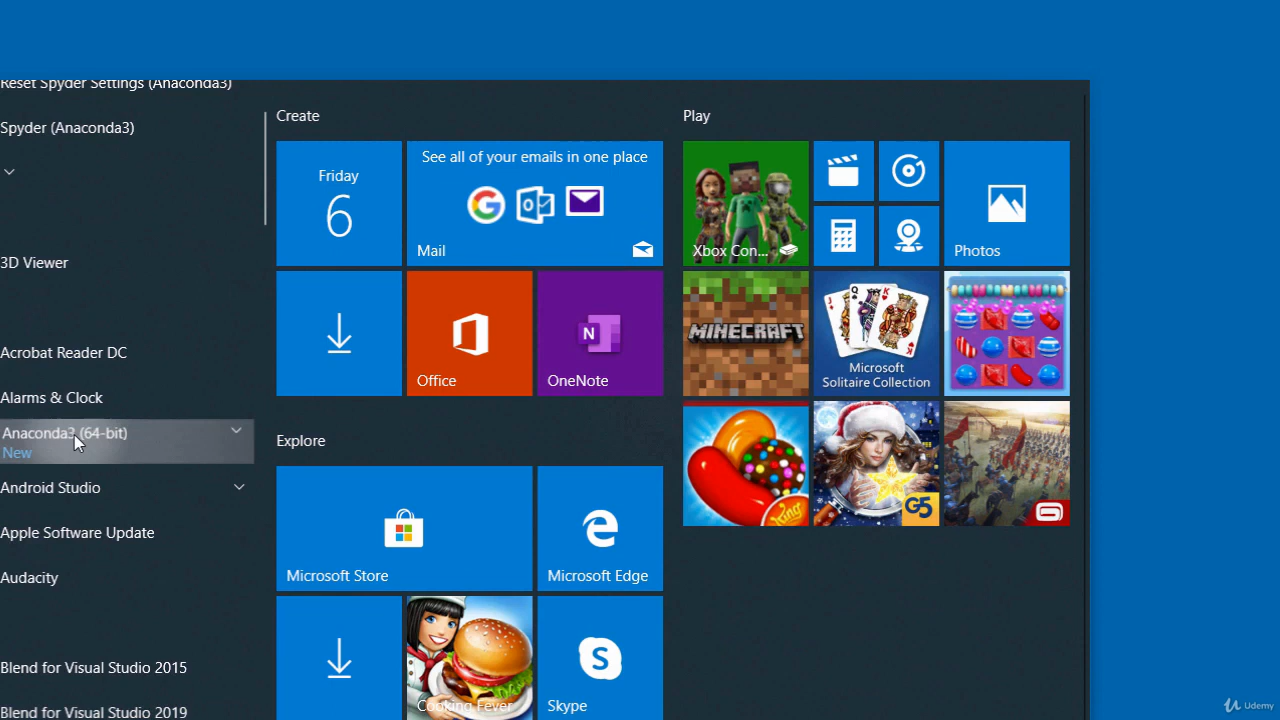 Reset Spyder Settings (Anaconda3)
Spyder (Anaconda3)
3D Viewer
Acrobat Reader DC
Alarms & Clock
Anaconda3 (64-bit)
New
Android Studio
Apple Software Update
Audacity
Blend for Visual Studio 2015
Blend for Visual Studio 2019
Create
Friday
6
See all of your emails in one place
Mail
Office
N
OneNote
Explore
Microsoft Store
Microsoft Edge
Cooking Fever
S
Skype
Play
Xbox Con...
Photos
MINECRAFT
J Q K
Microsoft
Solitaire Collection
King
G5
Udemy